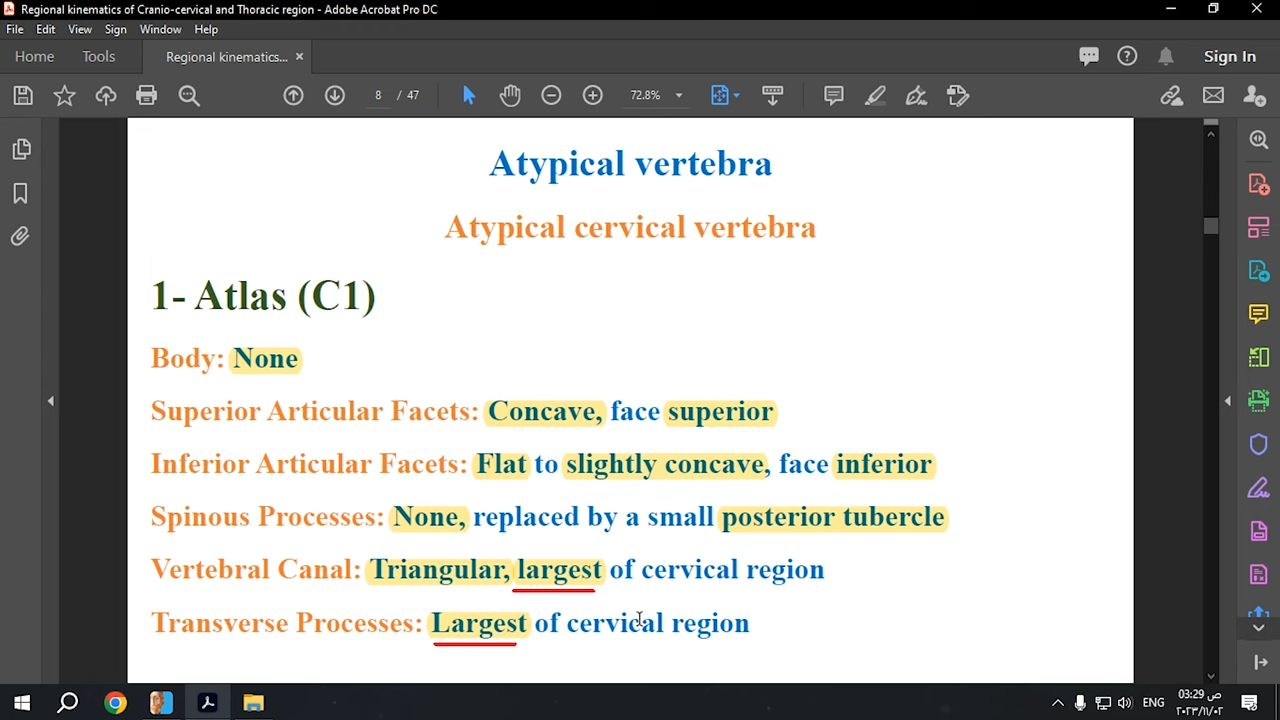 Regional kinematics of Cranio-cervical and Thoracic region - Adobe Acrobat Pro DC
File Edit View Sign Window Help
Home Tools Regional kinematics... × Sign In
8 / 47 72.8%
Atypical vertebra
Atypical cervical vertebra
1- Atlas (C1)
Body: None
Superior Articular Facets: Concave, face superior
Inferior Articular Facets: Flat to slightly concave, face inferior
Spinous Processes: None, replaced by a small posterior tubercle
Vertebral Canal: Triangular, largest of cervical region
Transverse Processes: Largest of cervical region
ENG 03:29 ص
٢٠٢٣/١١/٠٢